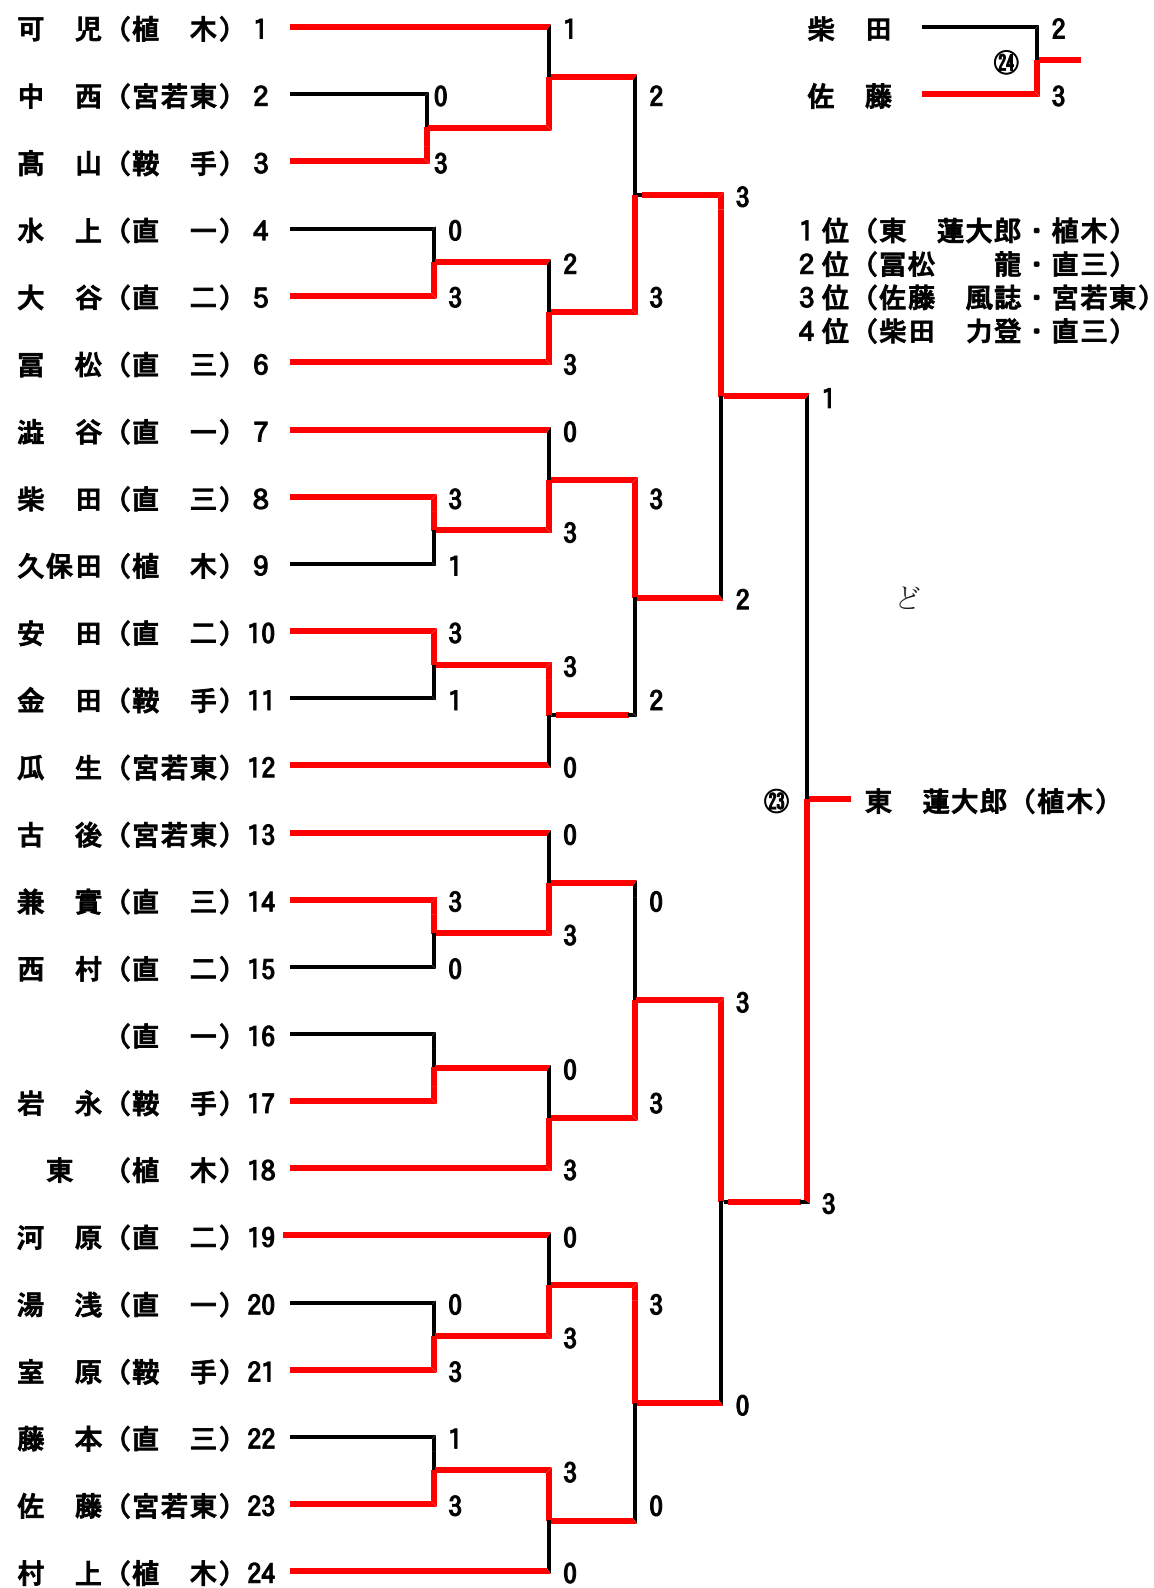 可　児（植　木）1
1
柴　田
2
㉔
中　西（宮若東）2
0
2
佐　藤
3
髙　山（鞍　手）3
3
3
水　上（直　一）4
0
1位（東　蓮大郎・植木）
2
2位（冨松　　龍・直三）
大　谷（直　二）5
3
3
3位（佐藤　風誌・宮若東）
4位（柴田　力登・直三）
冨　松（直　三）6
3
1
澁　谷（直　一）7
0
柴　田（直　三）8
3
3
3
久保田（植　木）9
1
2
ど
安　田（直　二）10
3
3
金　田（鞍　手）11
1
2
瓜　生（宮若東）12
0
㉓
東　蓮大郎（植木）
古　後（宮若東）13
0
兼　實（直　三）14
3
0
3
西　村（直　二）15
0
3
（直　一）16
0
岩　永（鞍　手）17
3
東　（植　木）18
3
3
河　原（直　二）19
0
湯　浅（直　一）20
0
3
3
室　原（鞍　手）21
3
0
藤　本（直　三）22
1
3
佐　藤（宮若東）23
3
0
村　上（植　木）24
0